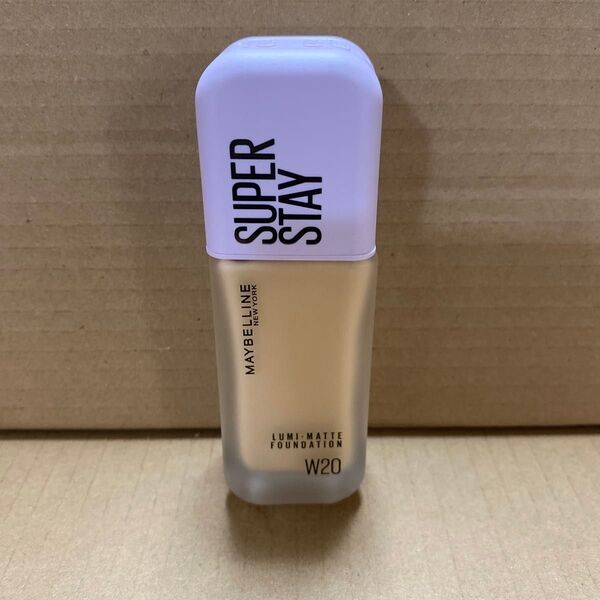 SUPER
STAY
MAYBELLINE
NEW YORK
LUMI-MATTE
FOUNDATION
W20